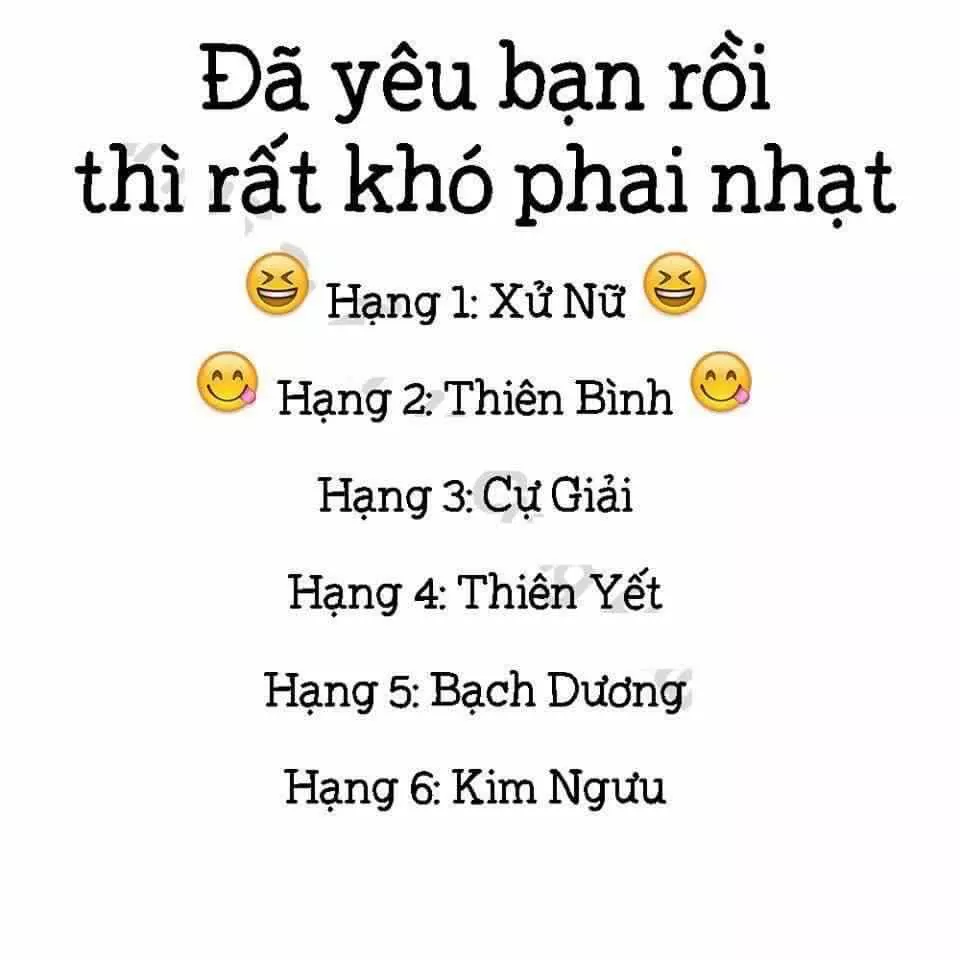 Đã yêu bạn rồi
thì rất khó phai nhạt
😆 Hạng 1: Xử Nữ 😆
😋 Hạng 2: Thiên Bình 😋
Hạng 3: Cự Giải
Hạng 4: Thiên Yết
Hạng 5: Bạch Dương
Hạng 6: Kim Ngưu